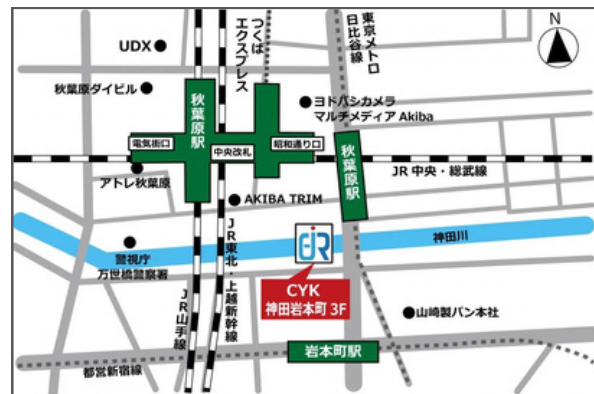 UDX
つくば
エクスプレス
東京メトロ
日比谷線
N
秋葉原ダイビル
秋葉原駅
ヨドバシカメラ
マルチメディア Akiba
電気街口
中央改札
昭和通り口
秋葉原駅
アトレ秋葉原
JR 中央・総武線
AKIBA TRIM
警視庁
万世橋警察署
JR東北・上越新幹線
EJR
神田川
CYK
神田岩本町 3F
JR山手線
山崎製パン本社
岩本町駅
都営新宿線